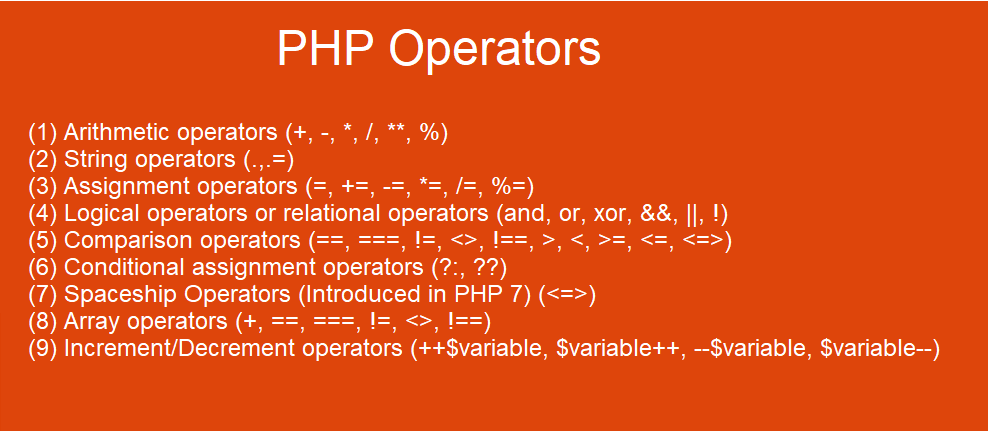 PHP Operators
(1) Arithmetic operators (+, -, *, /, **, %)
(2) String operators (.,.=)
(3) Assignment operators (=, +=, -=, *=, /=, %=)
(4) Logical operators or relational operators (and, or, xor, &&, ||, !)
(5) Comparison operators (==, ===, !=, <>, !==, >, <, >=, <=, <=>)
(6) Conditional assignment operators (?:, ??)
(7) Spaceship Operators (Introduced in PHP 7) (<=>)
(8) Array operators (+, ==, ===, !=, <>, !==)
(9) Increment/Decrement operators (++$variable, $variable++, --$variable, $variable--)